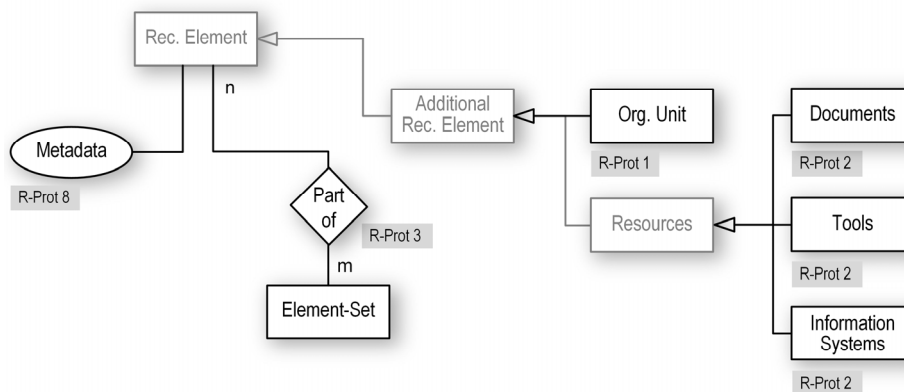 Rec. Element
n
Additional
Rec. Element
Org. Unit
Documents
Metadata
R-Prot 1
R-Prot 2
R-Prot 8
Part
of
R-Prot 3
Resources
Tools
m
R-Prot 2
Element-Set
Information
Systems
R-Prot 2